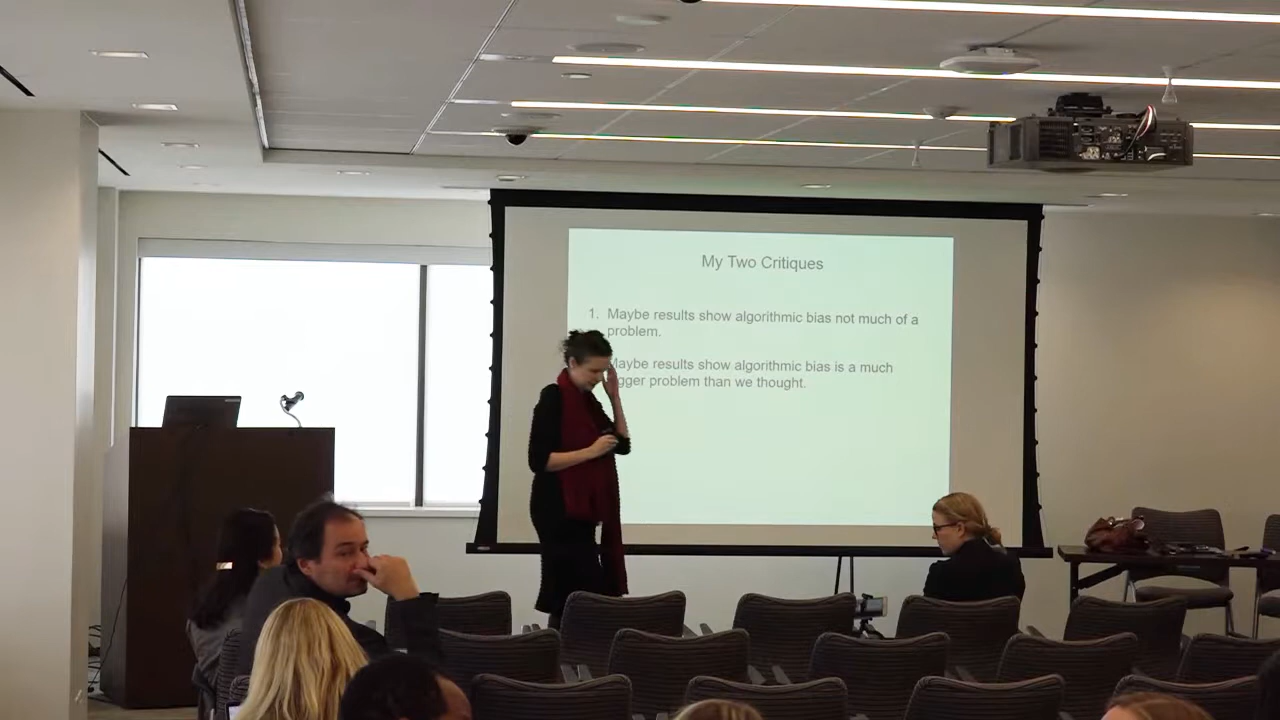 My Two Critiques
1. Maybe results show algorithmic bias not much of a
problem.
Maybe results show algorithmic bias is a much
problem than we thought.